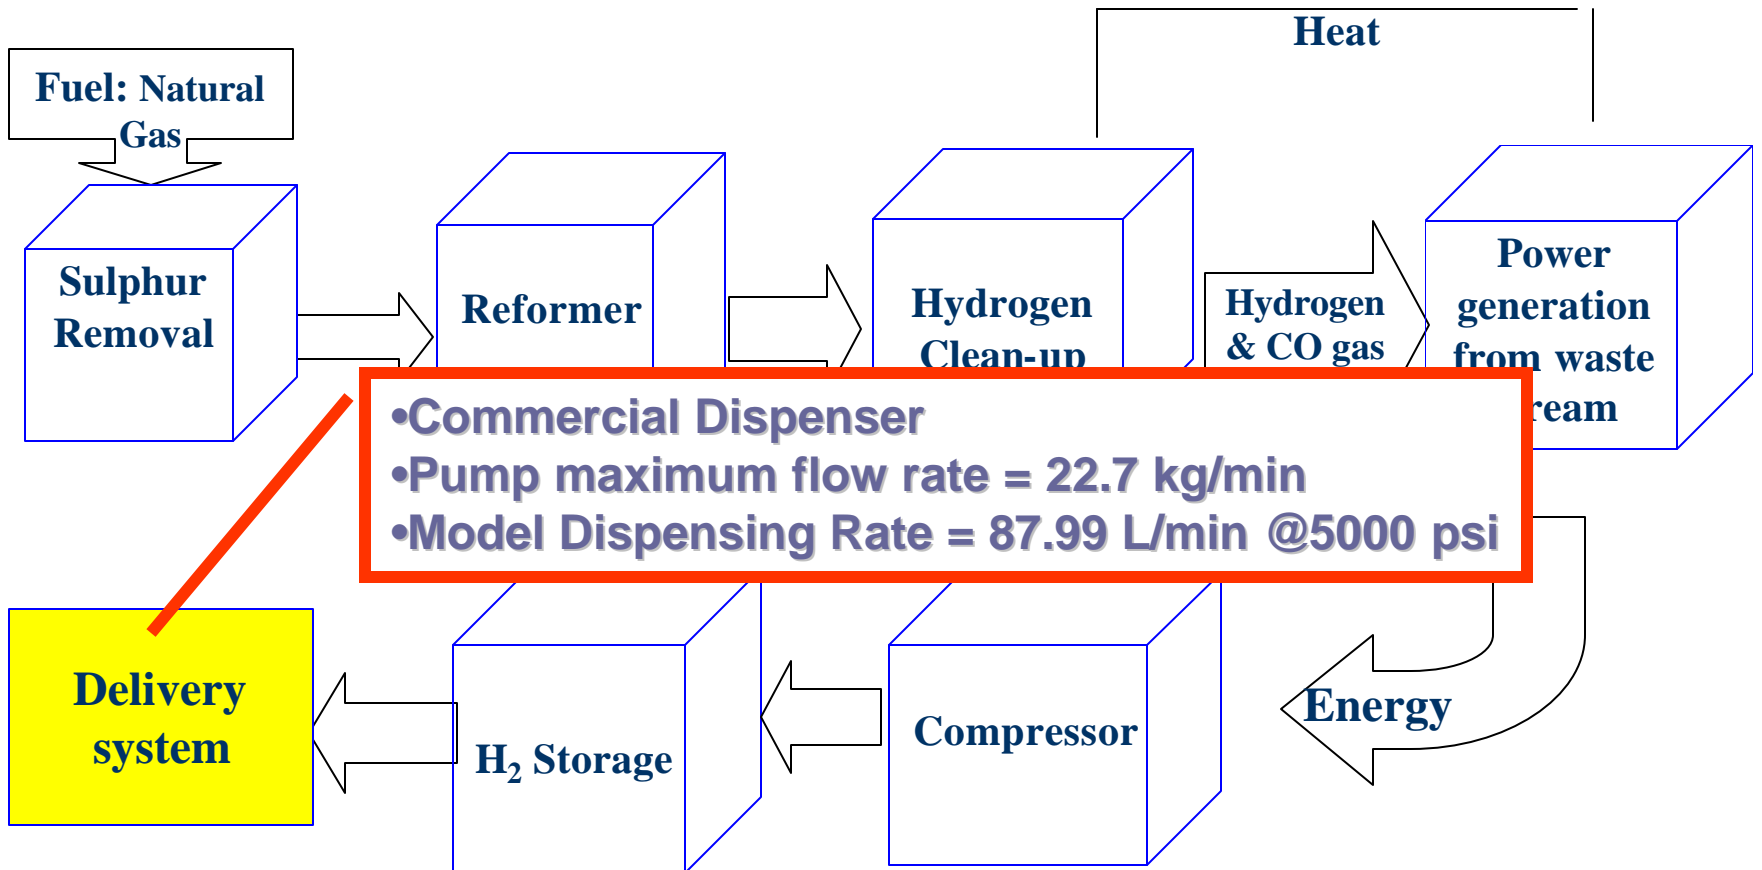 Heat
Fuel: Natural
Gas
Sulphur
Removal
Reformer
Hydrogen
Clean-up
Hydrogen
& CO gas
Power
generation
from waste
ream
•Commercial Dispenser
•Pump maximum flow rate = 22.7 kg/min
•Model Dispensing Rate = 87.99 L/min @5000 psi
Delivery
system
H₂ Storage
Compressor
Energy